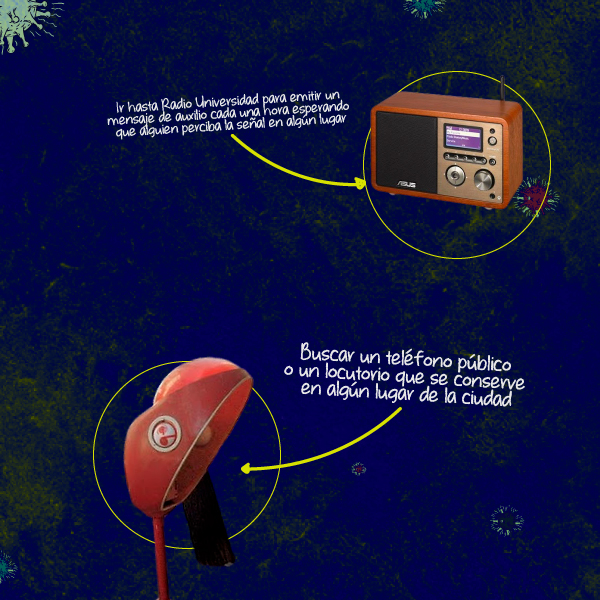 Ir hasta Radio Universidad para emitir un
mensaje de auxilio cada una hora esperando
que alguien perciba la señal en algún lugar
ASUS
Buscar un teléfono público
o un locutorio que se conserve
en algún lugar de la ciudad